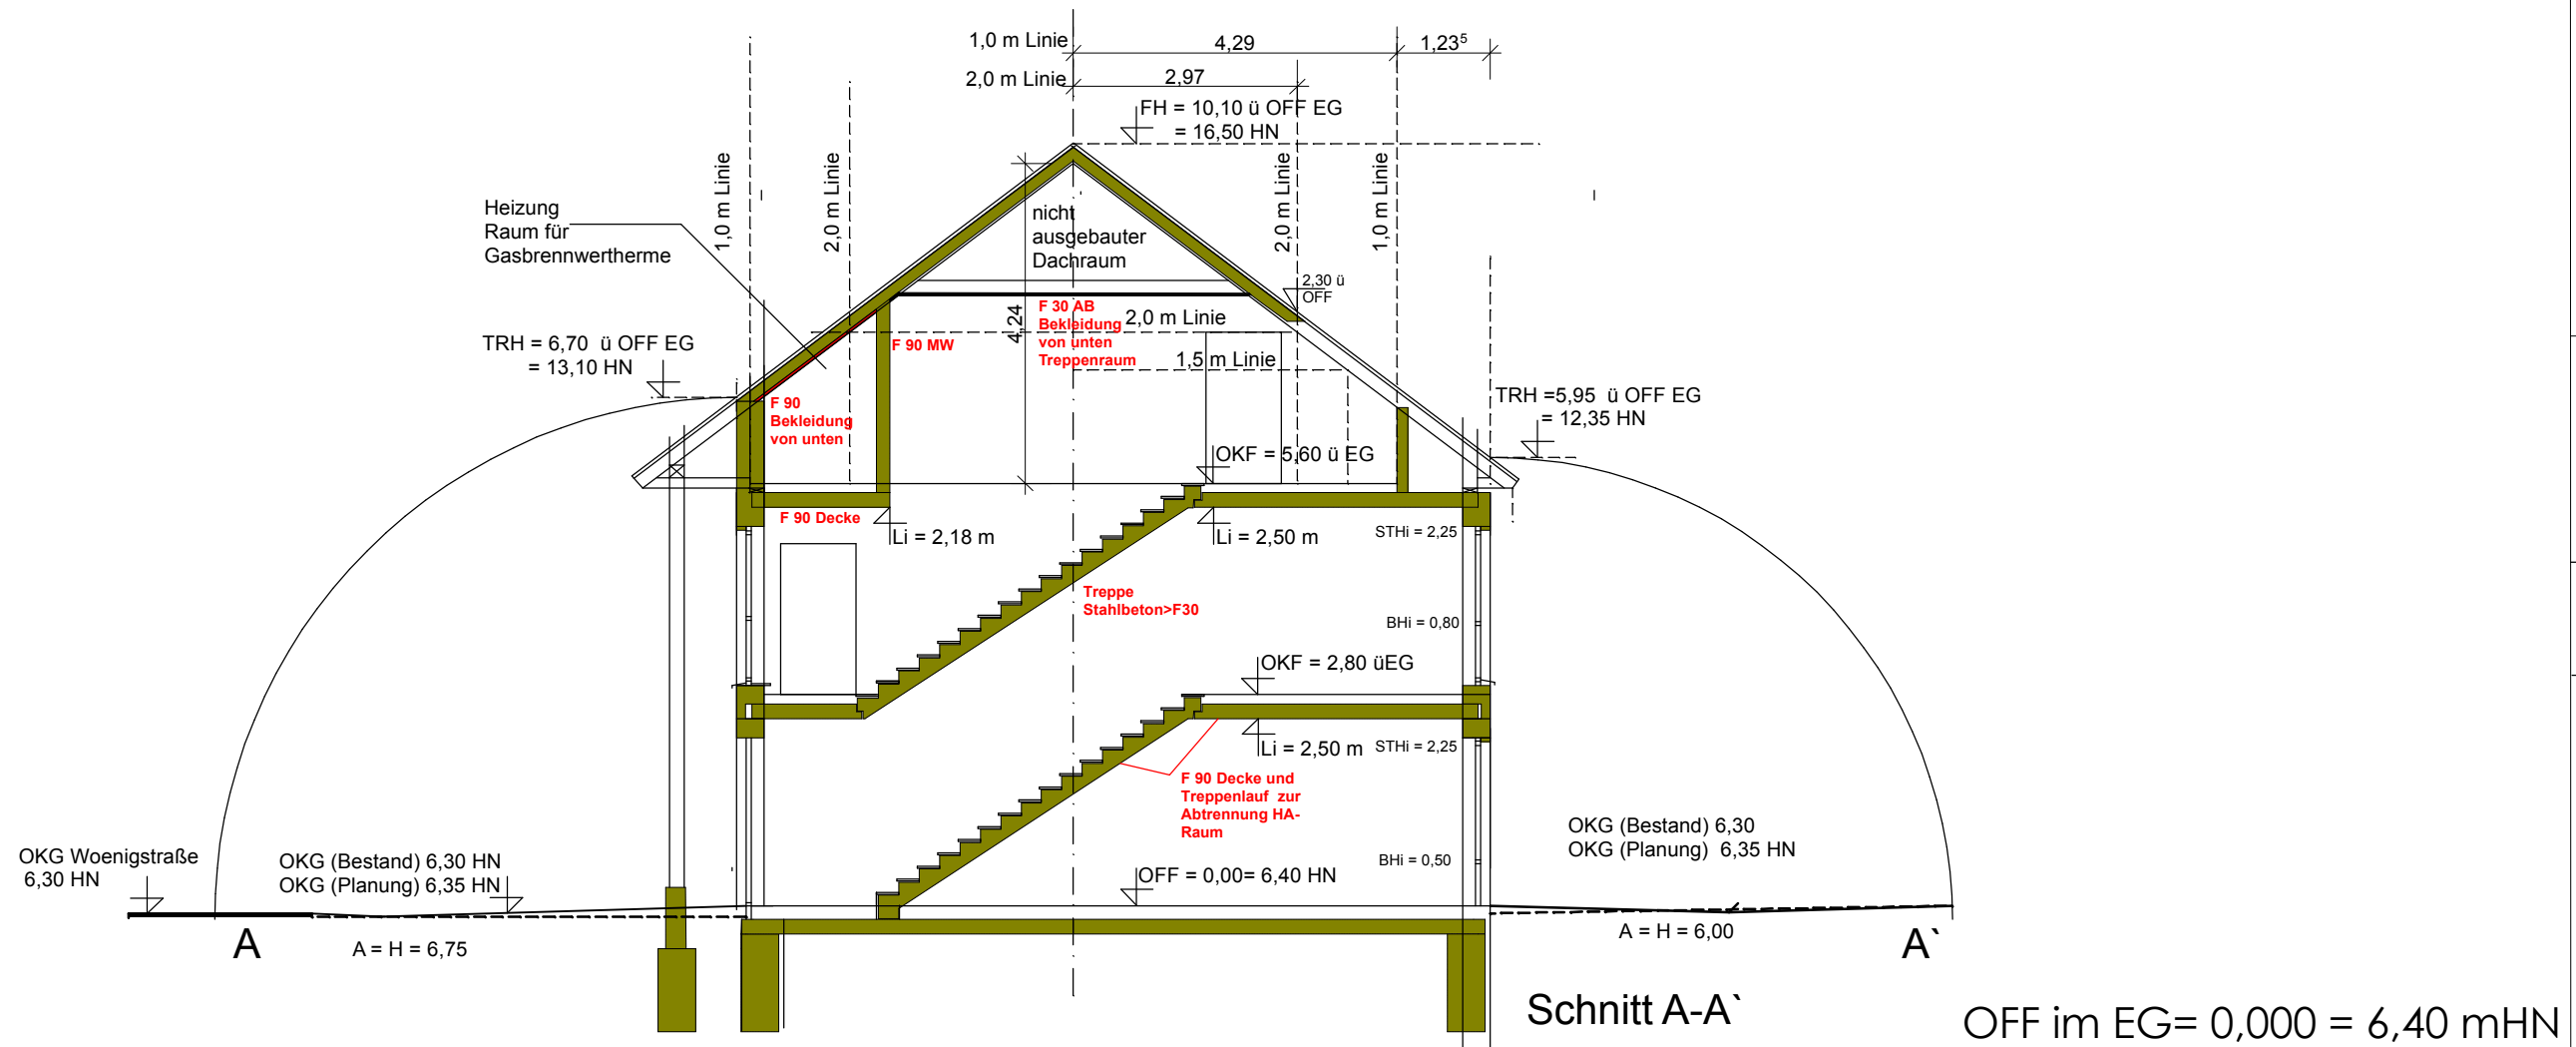 1,0 m Linie
4,29
1,23⁵
2,0 m Linie
2,97
FH = 10,10 ü OFF EG
= 16,50 HN
1,0 m Linie
2,0 m Linie
2,0 m Linie
1,0 m Linie
Heizung
Raum für
Gasbrennwertherme
nicht
ausgebauter
Dachraum
2,30 ü
OFF
4,24
F 30 AB
Bekleidung
von unten
Treppenraum
2,0 m Linie
1,5 m Linie
F 90 MW
TRH = 6,70 ü OFF EG
= 13,10 HN
F 90
Bekleidung
von unten
TRH =5,95 ü OFF EG
= 12,35 HN
OKF = 5,60 ü EG
F 90 Decke
Li = 2,18 m
Li = 2,50 m
STHi = 2,25
Treppe
Stahlbeton>F30
BHi = 0,80
OKF = 2,80 üEG
Li = 2,50 m
STHi = 2,25
F 90 Decke und
Treppenlauf zur
Abtrennung HA-
Raum
BHi = 0,50
OKG (Bestand) 6,30
OKG (Planung) 6,35 HN
OKG Woenigstraße
6,30 HN
OKG (Bestand) 6,30 HN
OKG (Planung) 6,35 HN
OFF = 0,00= 6,40 HN
A
A = H = 6,75
A = H = 6,00
A`
Schnitt A-A`
OFF im EG= 0,000 = 6,40 mHN